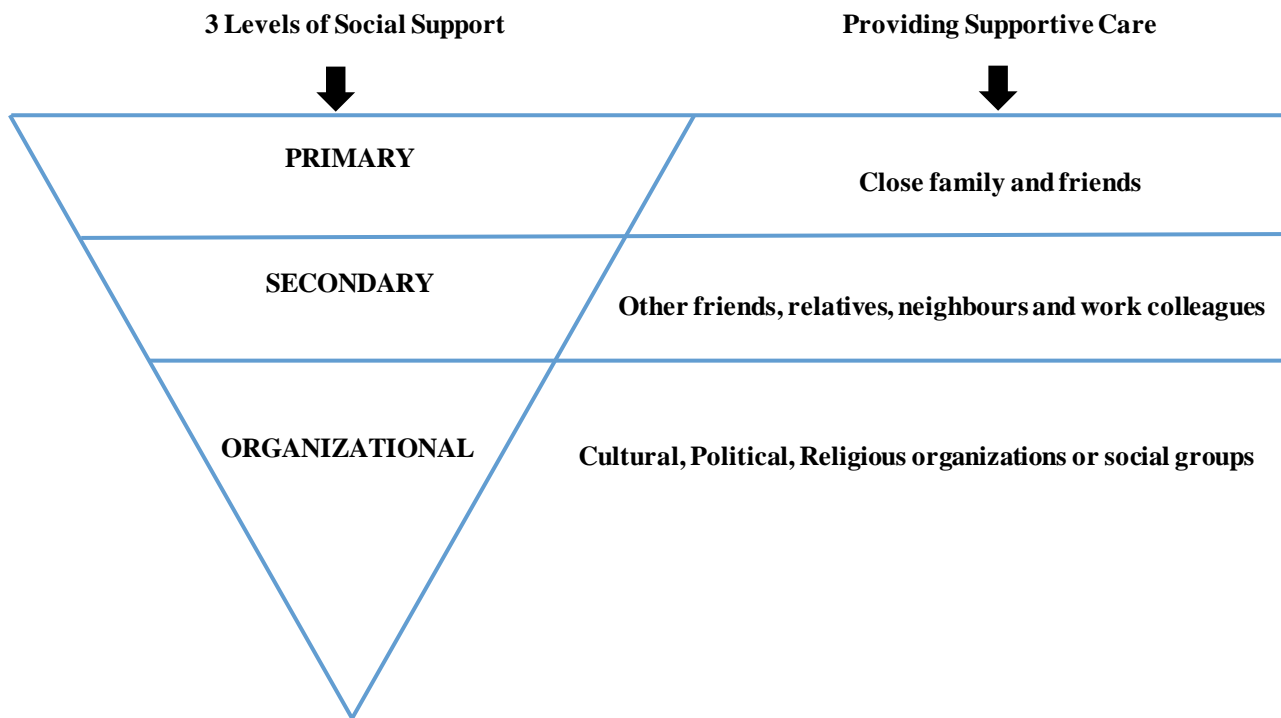 3 Levels of Social Support
Providing Supportive Care
PRIMARY
Close family and friends
SECONDARY
Other friends, relatives, neighbours and work colleagues
ORGANIZATIONAL
Cultural, Political, Religious organizations or social groups